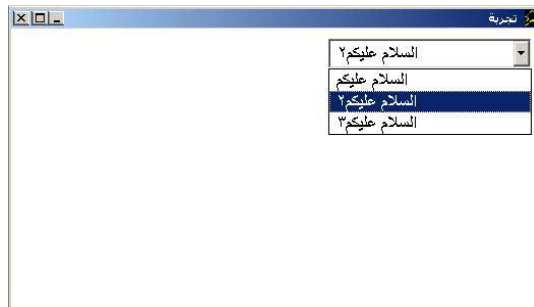 تجربة
السلام عليكم٢
السلام عليكم
السلام عليكم٢
السلام عليكم٣